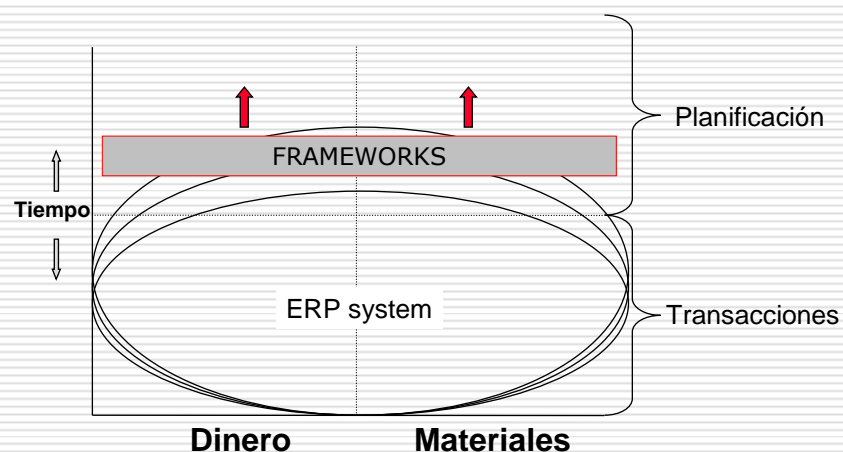 Planificación
FRAMEWORKS
Tiempo
ERP system
Transacciones
Dinero
Materiales